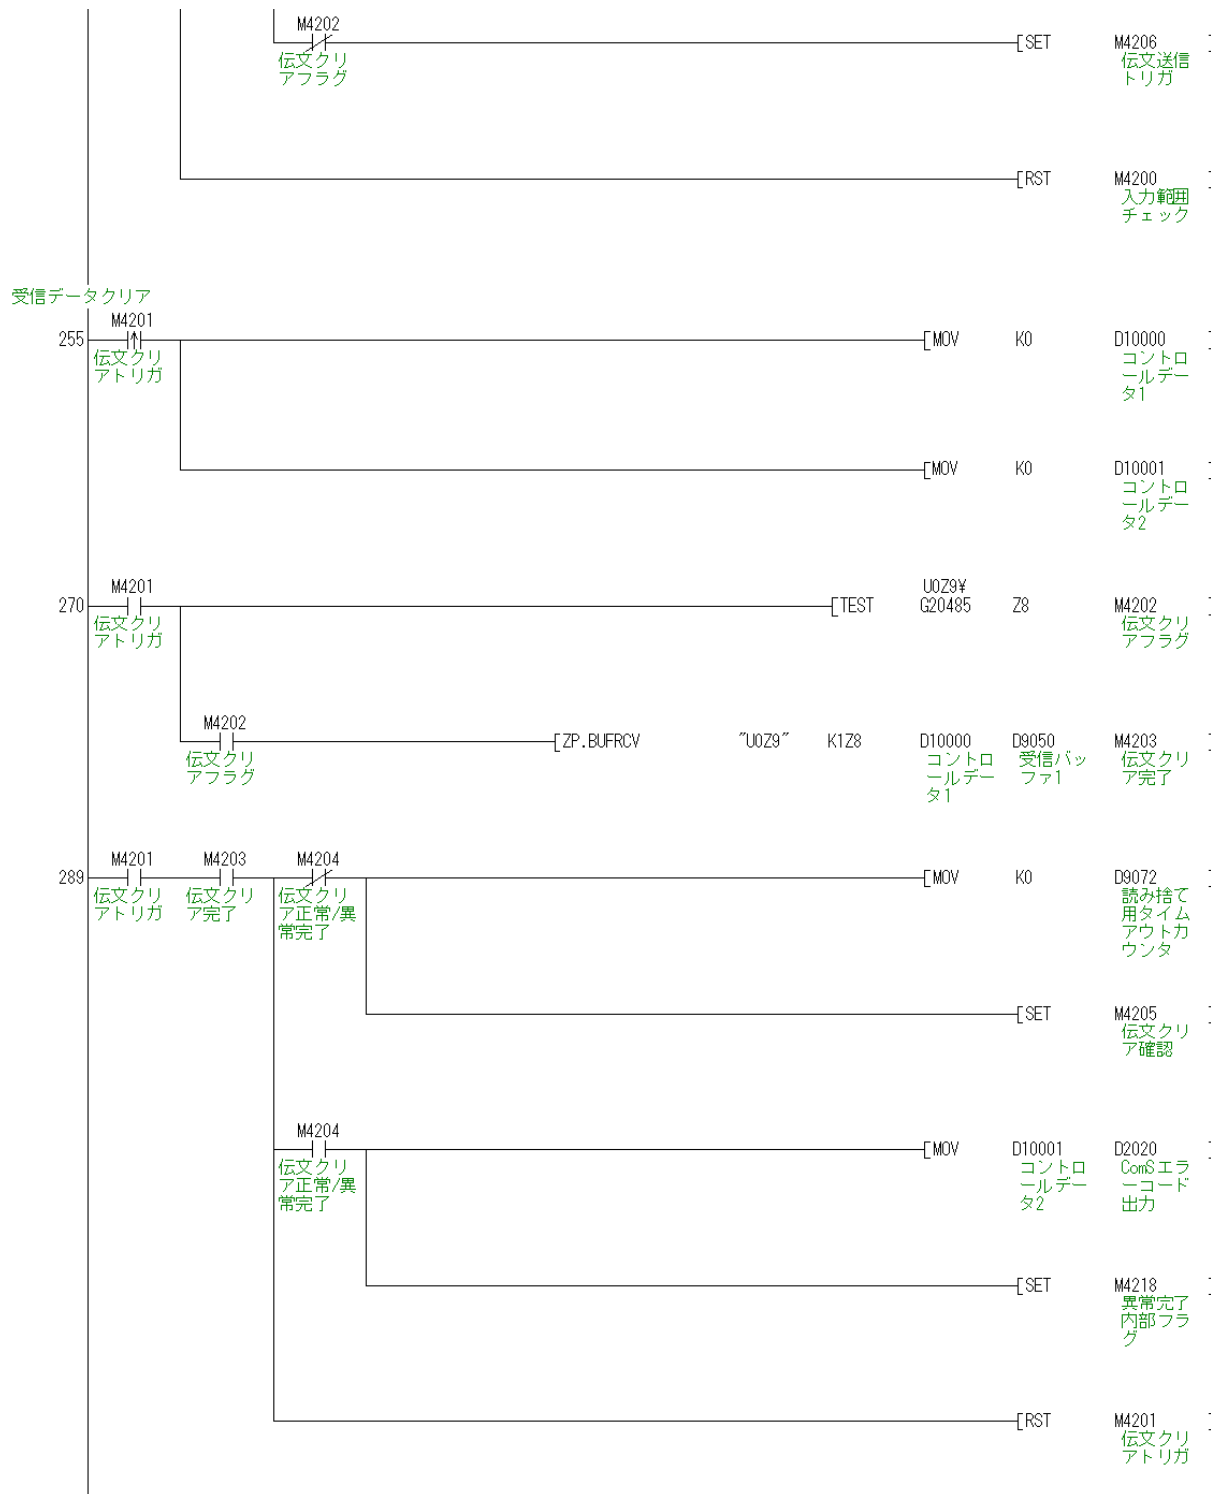 M4202
[SET M4206 ]
伝文クリ 伝文送信
アフラグ トリガ
[RST M4200 ]
入力範囲
チェック
受信データクリア
M4201
255 [MOV K0 D10000 ]
伝文クリ コントロ
アトリガ ールデー
タ1
[MOV K0 D10001 ]
コントロ
ールデー
タ2
M4201 U0Z9¥
270 [TEST G20485 Z8 M4202 ]
伝文クリ 伝文クリ
アトリガ アフラグ
M4202
[ZP.BUFRCV "U0Z9" K1Z8 D10000 D9050 M4203 ]
伝文クリ コントロ 受信バッ 伝文クリ
アフラグ ールデー ファ1 ア完了
タ1
M4201 M4203 M4204
289 [MOV K0 D9072 ]
伝文クリ 伝文クリ 伝文クリ 読み捨て
アトリガ ア完了 ア正常/異 用タイム
常完了 アウトカ
ウンタ
[SET M4205 ]
伝文クリ
ア確認
M4204
[MOV D10001 D2020 ]
伝文クリ コントロ ComSエラ
ア正常/異 ールデー ーコード
常完了 タ2 出力
[SET M4218 ]
異常完了
内部フラ
グ
[RST M4201 ]
伝文クリ
アトリガ